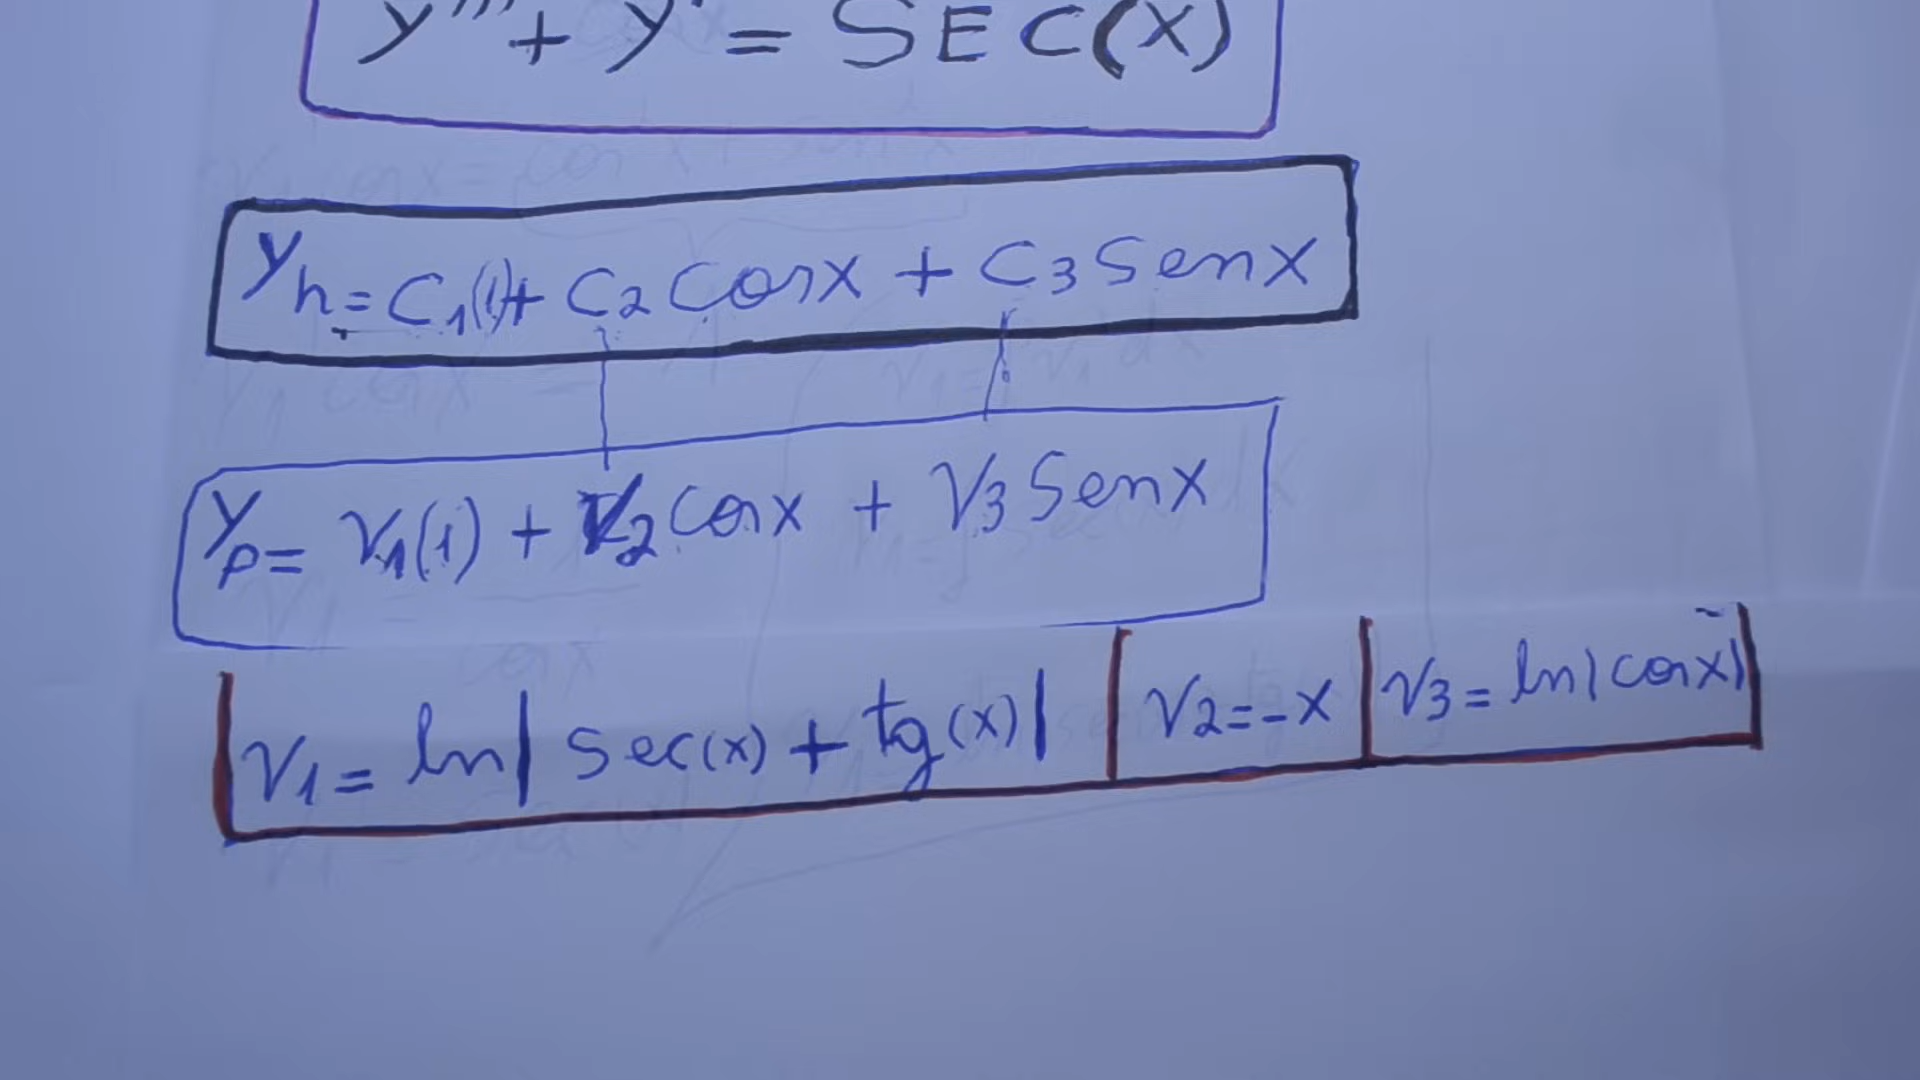 y''' + y' = SEC(X)
yh = C1(1) + C2 cosx + C3 Senx
yp = V1(1) + V2 cosx + V3 Senx
V1 = ln| Sec(x) + tg(x)| V2 = -x V3 = ln|cosx|